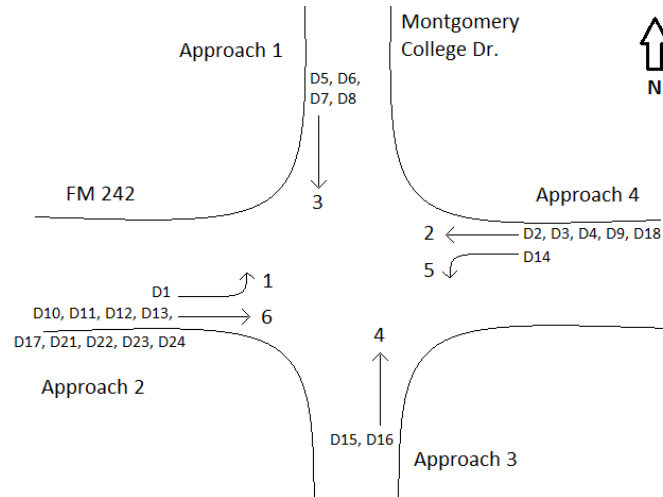 Montgomery
College Dr.
Approach 1
N
D5, D6,
D7, D8
FM 242
3
Approach 4
2
D2, D3, D4, D9, D18
5
D14
1
D1
D10, D11, D12, D13,
6
D17, D21, D22, D23, D24
4
Approach 2
D15, D16
Approach 3